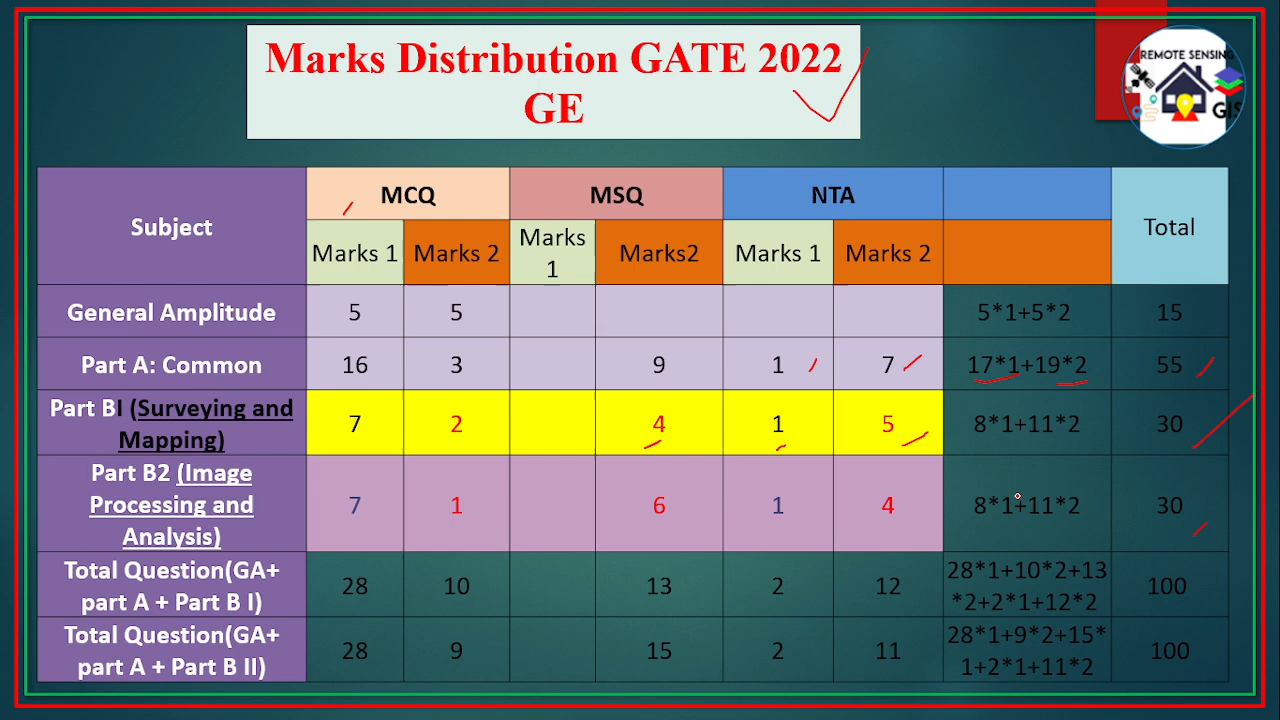 Marks Distribution GATE 2022
GE
REMOTE SENSING
GIS
Subject
MCQ
MSQ
NTA
Total
Marks 1
Marks 2
Marks
1
Marks2
Marks 1
Marks 2
General Amplitude
5
5
5*1+5*2
15
Part A: Common
16
3
9
1
7
17*1+19*2
55
Part BI (Surveying and
Mapping)
7
2
4
1
5
8*1+11*2
30
Part B2 (Image
Processing and
Analysis)
7
1
6
1
4
8*1+11*2
30
Total Question(GA+
part A + Part B I)
28
10
13
2
12
28*1+10*2+13
*2+2*1+12*2
100
Total Question(GA+
part A + Part B II)
28
9
15
2
11
28*1+9*2+15*
1+2*1+11*2
100